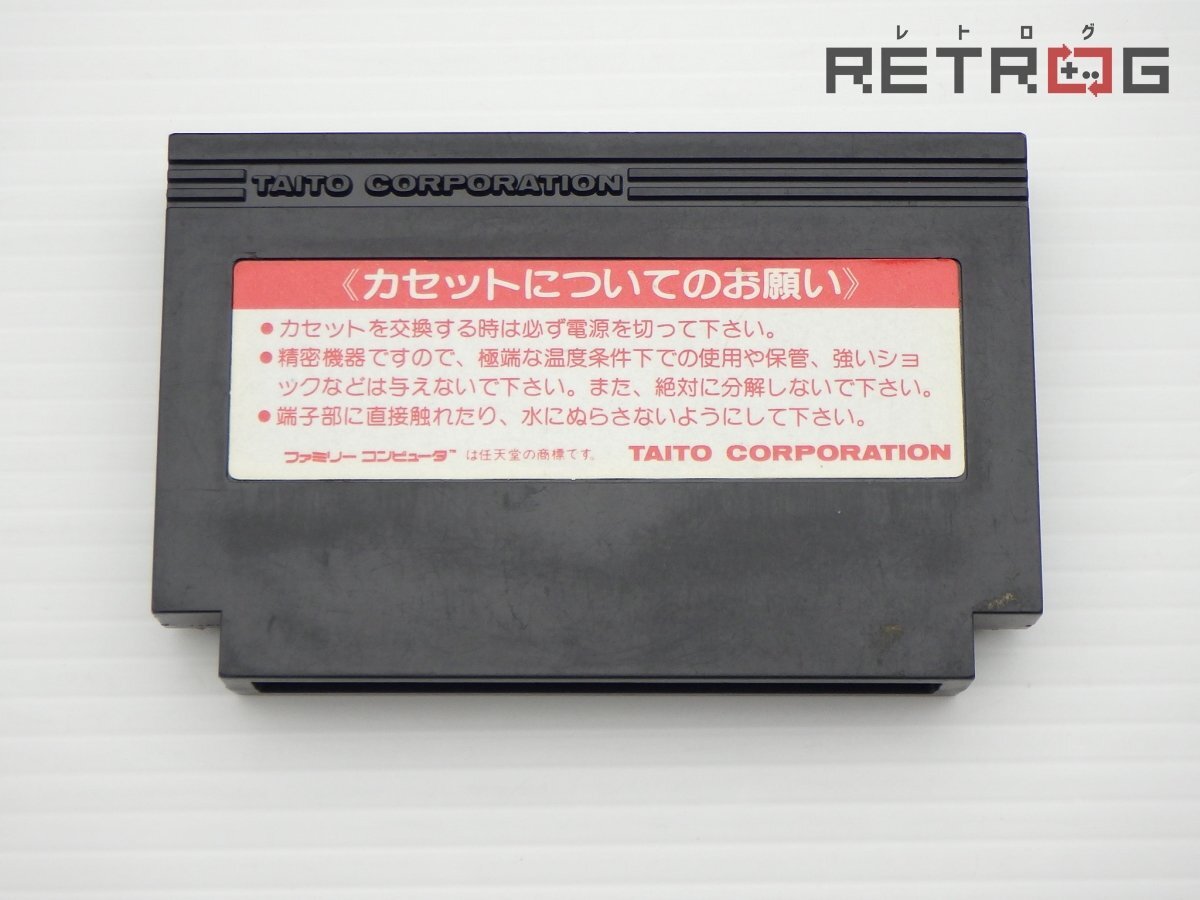 レトログ
RETROG
TAITO CORPORATION
《カセットについてのお願い》
●カセットを交換する時は必ず電源を切って下さい。
●精密機器ですので、極端な温度条件下での使用や保管、強いショ
ックなどは与えないで下さい。また、絶対に分解しないで下さい。
●端子部に直接触れたり、水にぬらさないようにして下さい。
ファミリーコンピュータ™ は任天堂の商標です。 TAITO CORPORATION